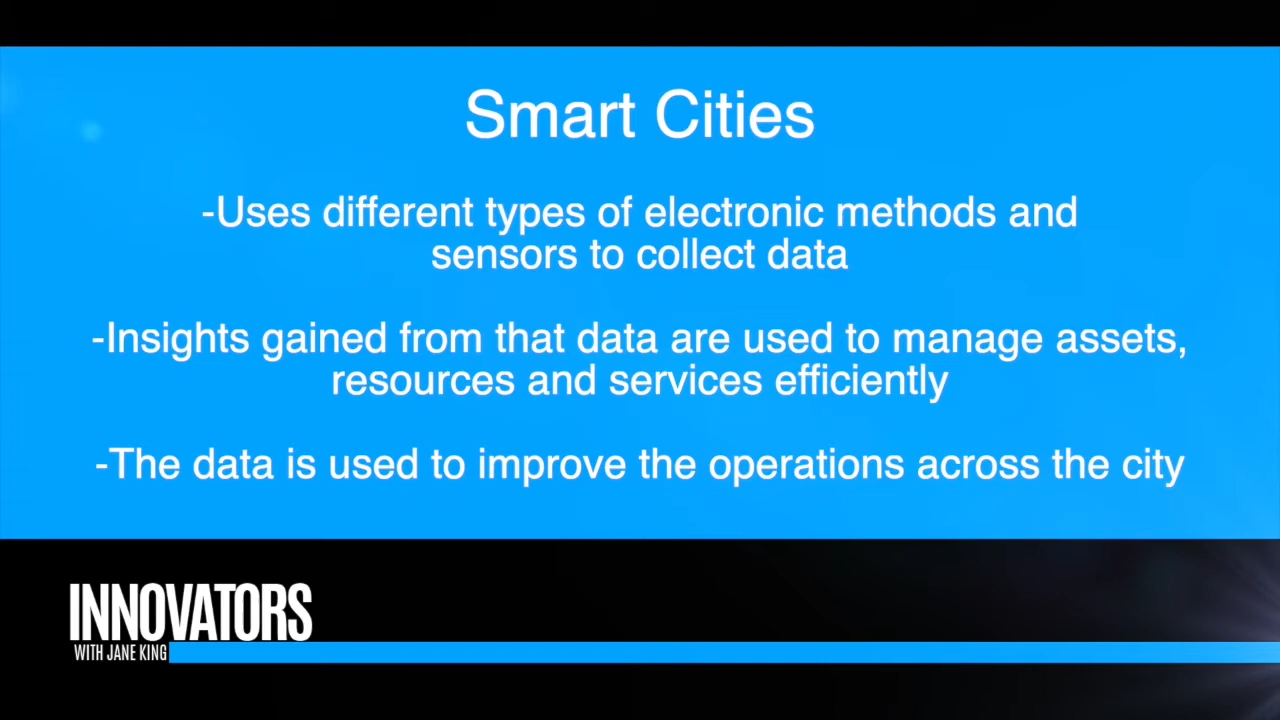 Smart Cities
-Uses different types of electronic methods and
sensors to collect data
-Insights gained from that data are used to manage assets,
resources and services efficiently
-The data is used to improve the operations across the city
INNOVATORS
WITH JANE KING